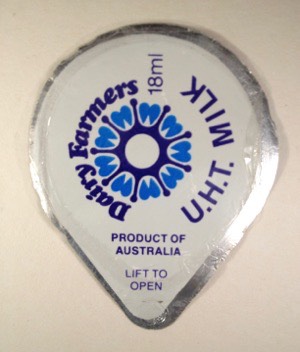 Dairy Farmers
18ml
U.H.T. MILK
PRODUCT OF
AUSTRALIA
LIFT TO
OPEN